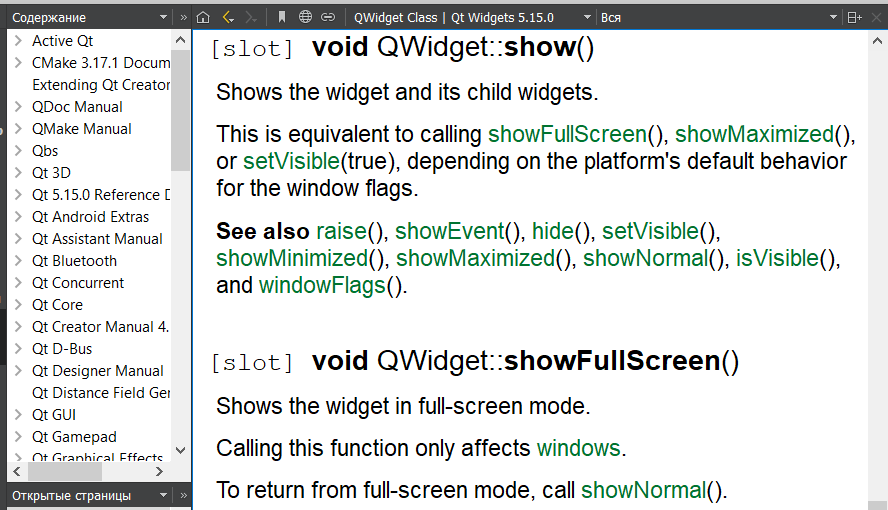 Содержание
»
QWidget Class | Qt Widgets 5.15.0
Вся
Active Qt
CMake 3.17.1 Docum
Extending Qt Creator
QDoc Manual
QMake Manual
Qbs
Qt 3D
Qt 5.15.0 Reference D
Qt Android Extras
Qt Assistant Manual
Qt Bluetooth
Qt Concurrent
Qt Core
Qt Creator Manual 4.
Qt D-Bus
Qt Designer Manual
Qt Distance Field Gen
Qt GUI
Qt Gamepad
Qt Graphical Effects
Открытые страницы
»
[slot] void QWidget::show()
Shows the widget and its child widgets.
This is equivalent to calling showFullScreen(), showMaximized(),
or setVisible(true), depending on the platform's default behavior
for the window flags.
See also raise(), showEvent(), hide(), setVisible(),
showMinimized(), showMaximized(), showNormal(), isVisible(),
and windowFlags().
[slot] void QWidget::showFullScreen()
Shows the widget in full-screen mode.
Calling this function only affects windows.
To return from full-screen mode, call showNormal().